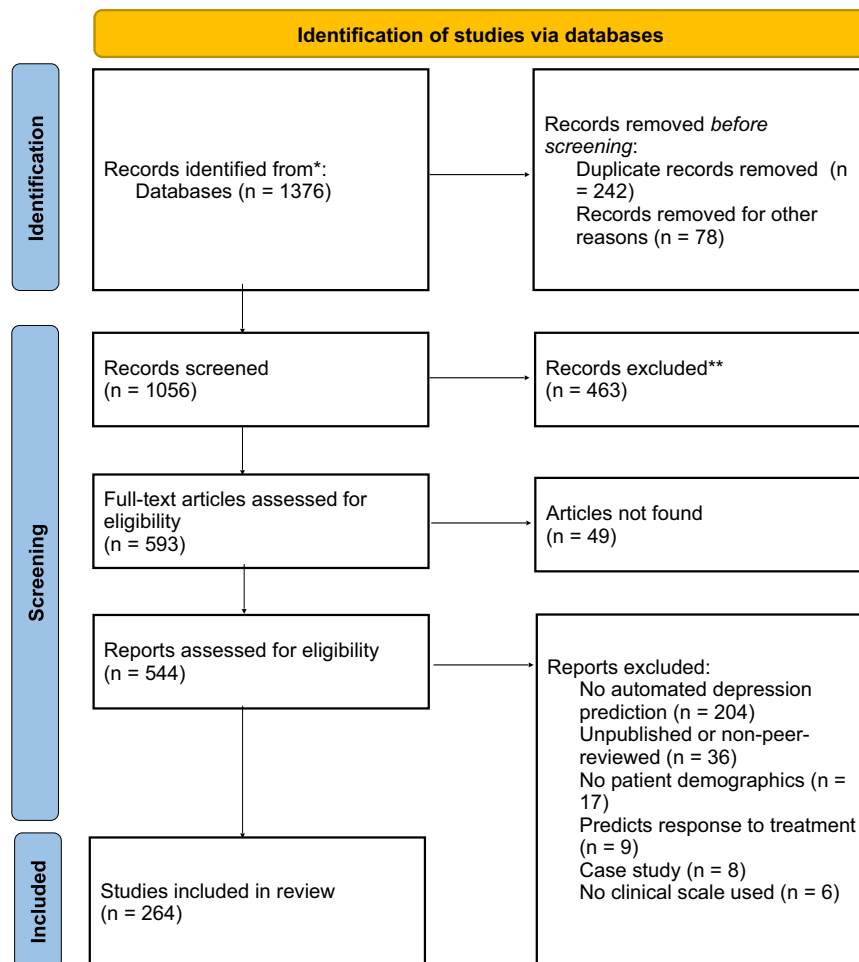 Identification of studies via databases
Identification
Records identified from*:
Databases (n = 1376)
Records removed before
screening:
Duplicate records removed (n
= 242)
Records removed for other
reasons (n = 78)
Screening
Records screened
(n = 1056)
Records excluded**
(n = 463)
Full-text articles assessed for
eligibility
(n = 593)
Articles not found
(n = 49)
Reports assessed for eligibility
(n = 544)
Reports excluded:
No automated depression
prediction (n = 204)
Unpublished or non-peer-
reviewed (n = 36)
No patient demographics (n =
17)
Predicts response to treatment
(n = 9)
Case study (n = 8)
No clinical scale used (n = 6)
Included
Studies included in review
(n = 264)